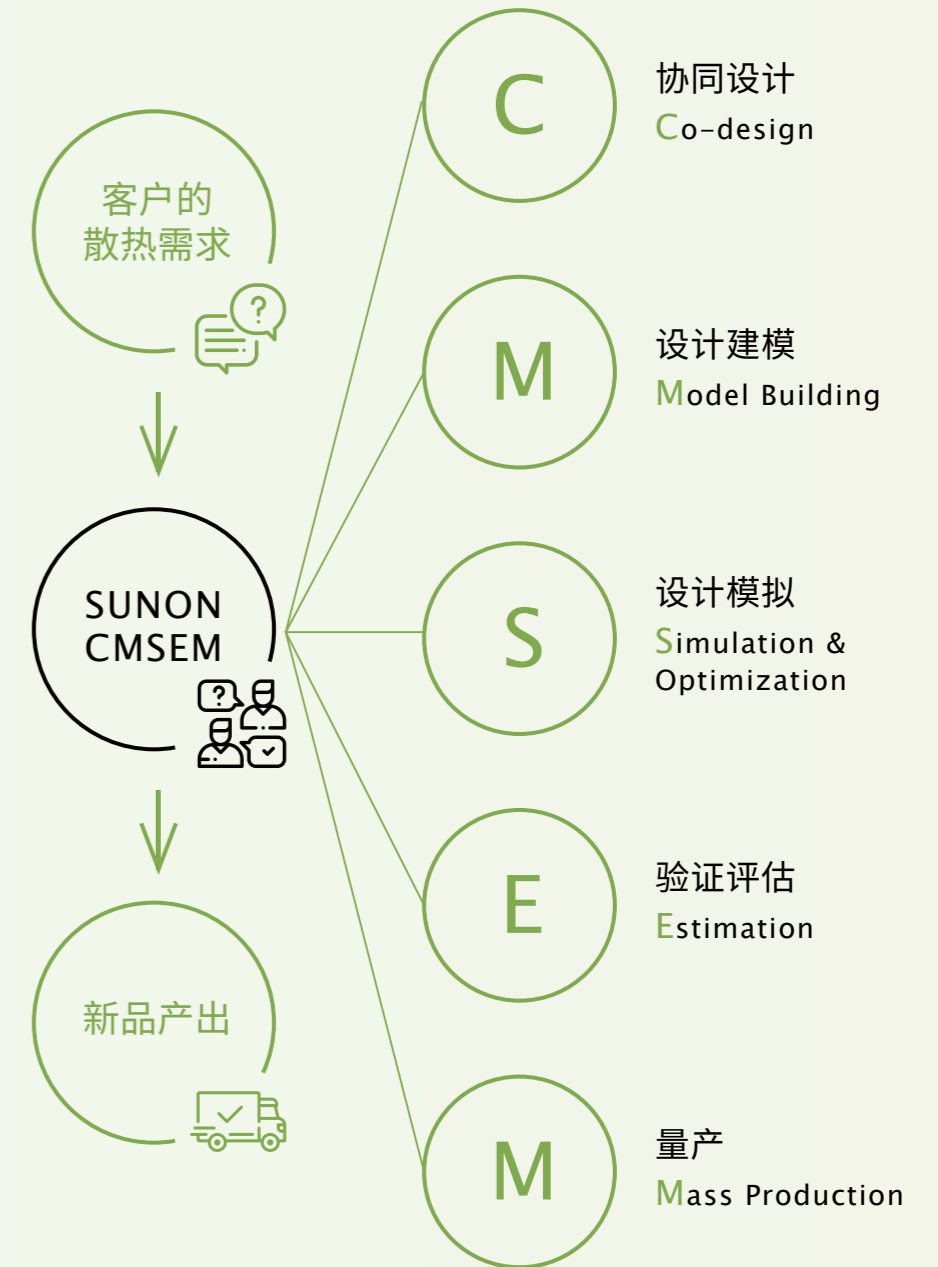 客户的
散热需求
SUNON
CMSEM
新品产出
C
协同设计
Co-design
M
设计建模
Model Building
S
设计模拟
Simulation &
Optimization
E
验证评估
Estimation
M
量产
Mass Production